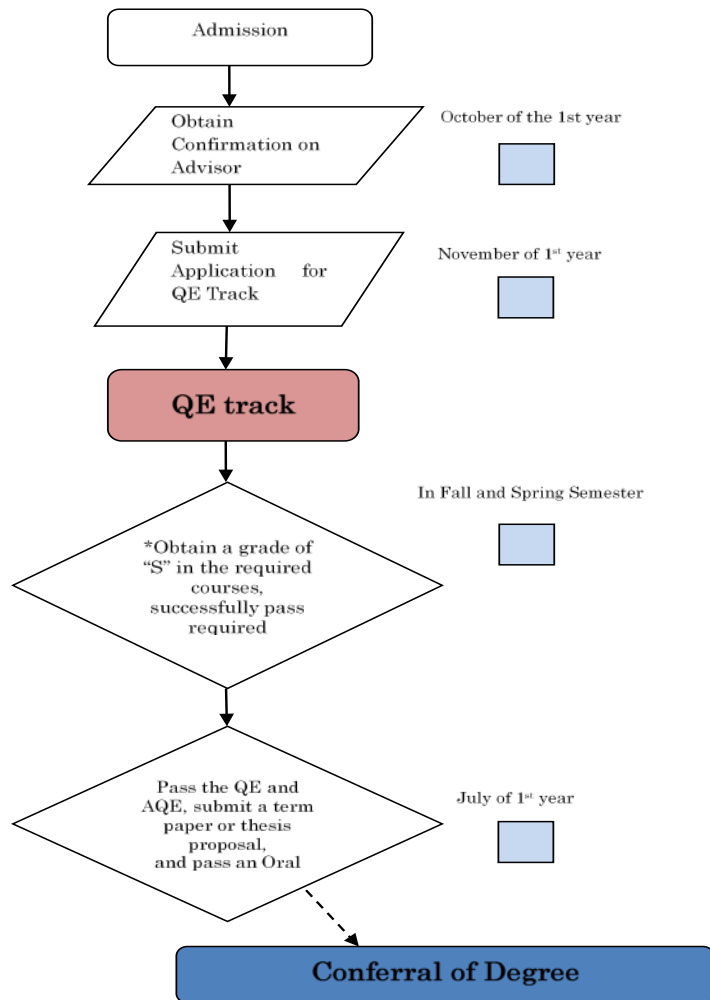 Admission
Obtain
Confirmation on
Advisor
October of the 1st year
Submit
Application for
QE Track
November of 1st year
QE track
In Fall and Spring Semester
*Obtain a grade of
“S” in the required
courses,
successfully pass
required
Pass the QE and
AQE, submit a term
paper or thesis
proposal,
and pass an Oral
July of 1st year
Conferral of Degree